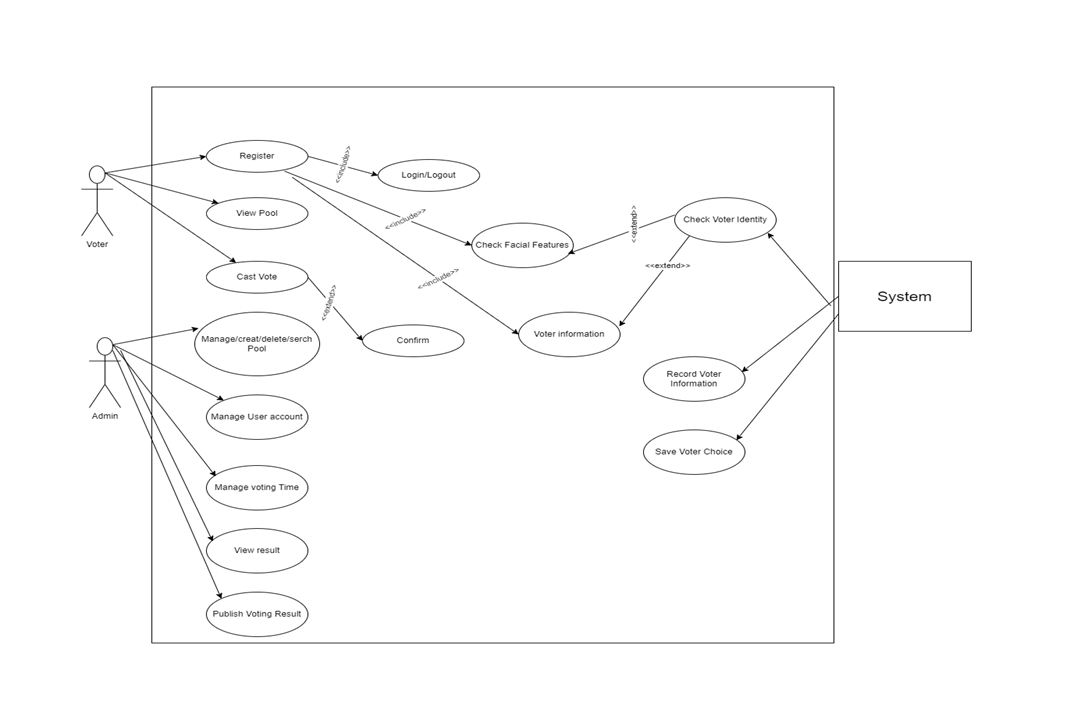 Register
<<include>>
Login/Logout
Voter
View Pool
<<include>>
Check Facial Features
<<extend>>
Check Voter Identity
Cast Vote
<<extend>>
<<include>>
<<extend>>
System
Manage/creat/delete/serch
Pool
Confirm
Voter information
Record Voter
Information
Admin
Manage User account
Save Voter Choice
Manage voting Time
View result
Publish Voting Result